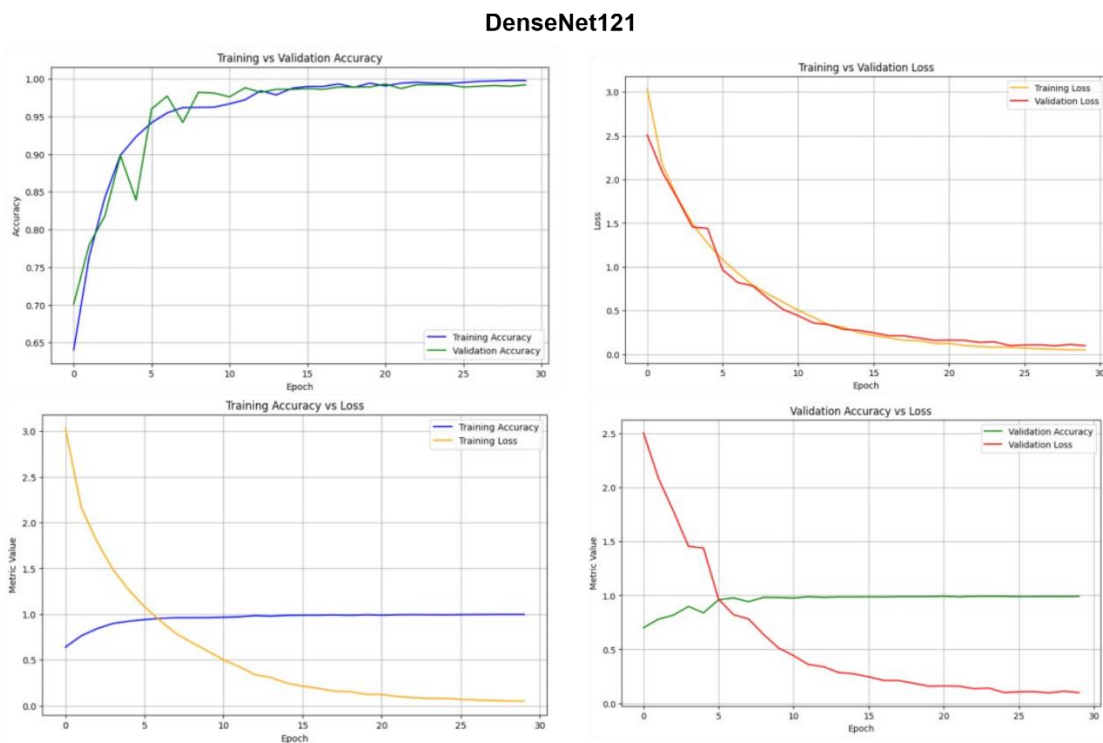 DenseNet121
Training vs Validation Accuracy
Accuracy
1.00
0.95
0.90
0.85
0.80
0.75
0.70
0.65
Training Accuracy
Validation Accuracy
0 5 10 15 20 25 30
Epoch
Training vs Validation Loss
Training Loss
Validation Loss
Loss
3.0
2.5
2.0
1.5
1.0
0.5
0.0
0 5 10 15 20 25 30
Epoch
Training Accuracy vs Loss
Training Accuracy
Training Loss
Metric Value
3.0
2.5
2.0
1.5
1.0
0.5
0.0
0 5 10 15 20 25 30
Epoch
Validation Accuracy vs Loss
Validation Accuracy
Validation Loss
Metric Value
2.5
2.0
1.5
1.0
0.5
0.0
0 5 10 15 20 25 30
Epoch